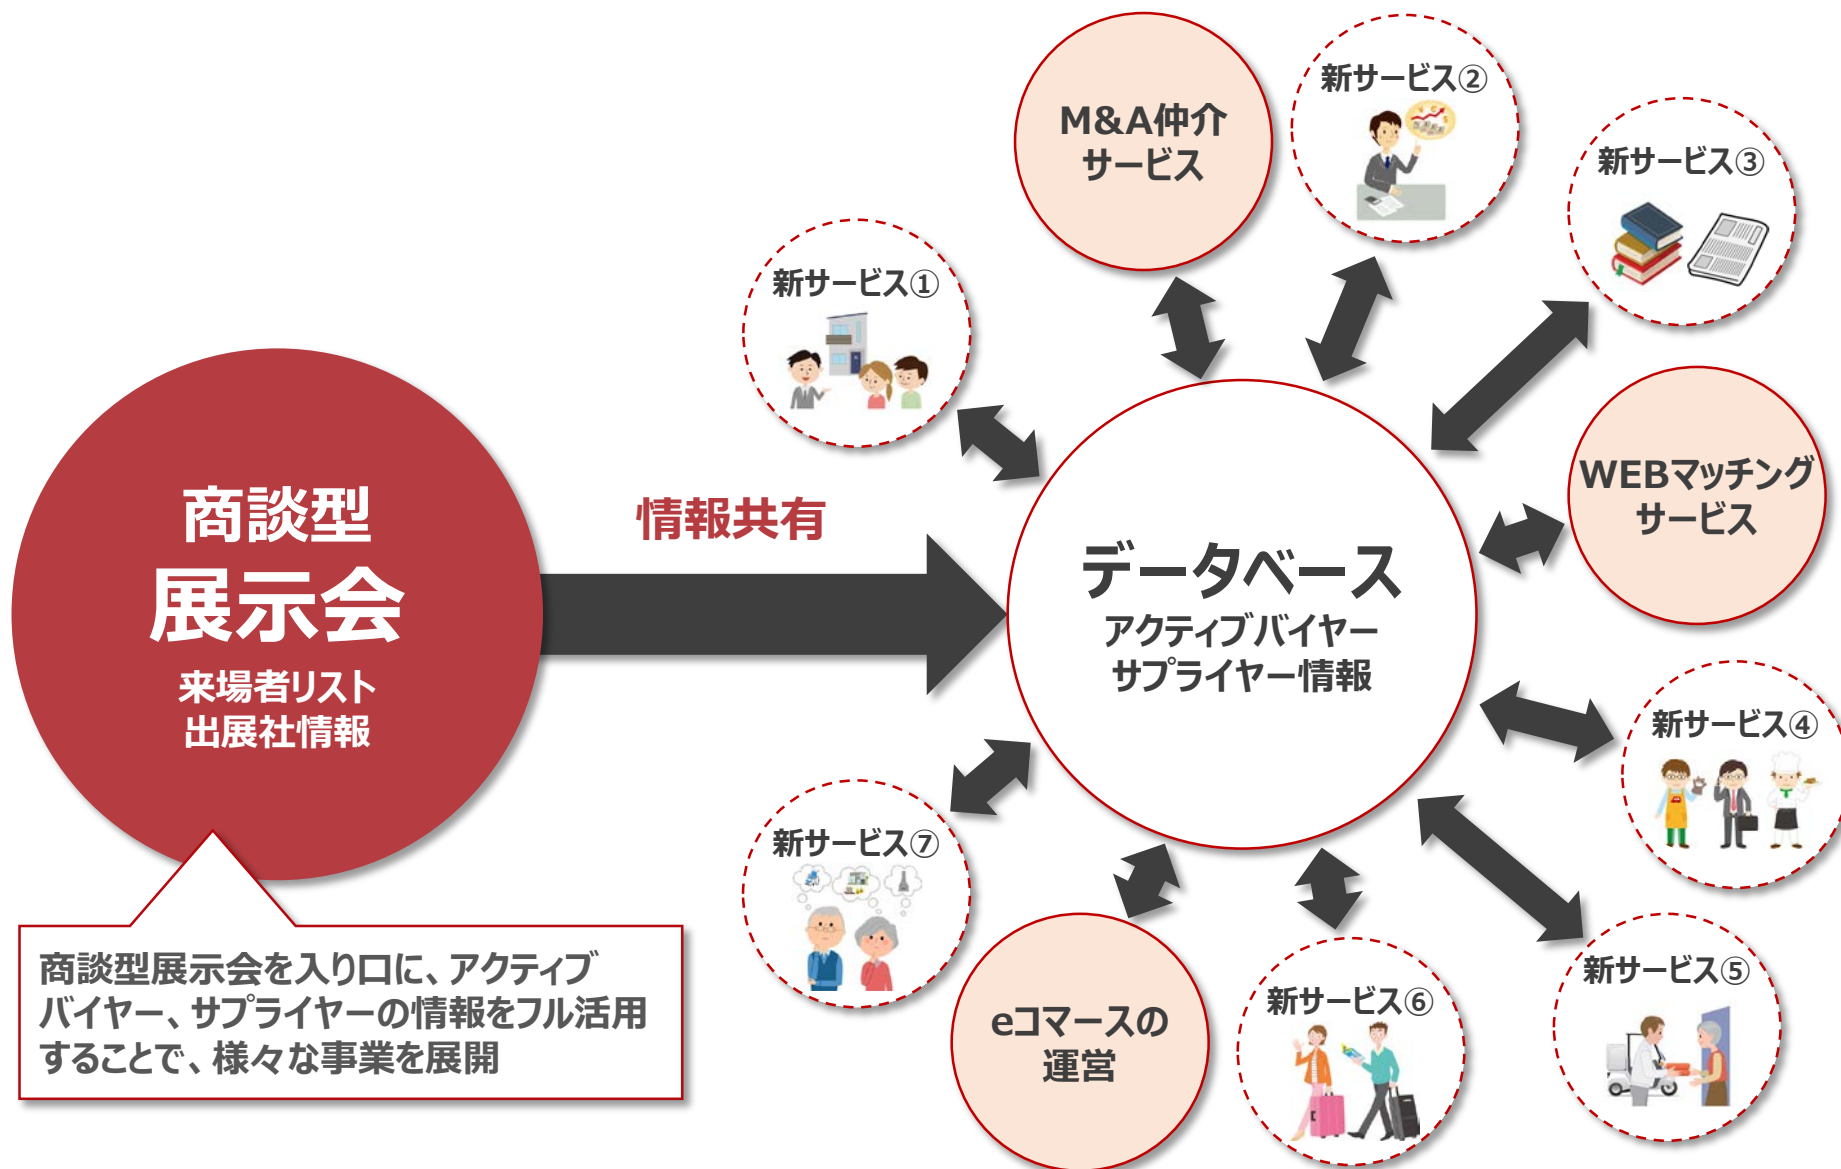 商談型
展示会
来場者リスト
出展社情報
商談型展示会を入り口に、アクティブ
バイヤー、サプライヤーの情報をフル活用
することで、様々な事業を展開
情報共有
データベース
アクティブバイヤー
サプライヤー情報
新サービス①
M&A仲介
サービス
新サービス②
新サービス③
WEBマッチング
サービス
新サービス④
新サービス⑤
新サービス⑥
eコマースの
運営
新サービス⑦